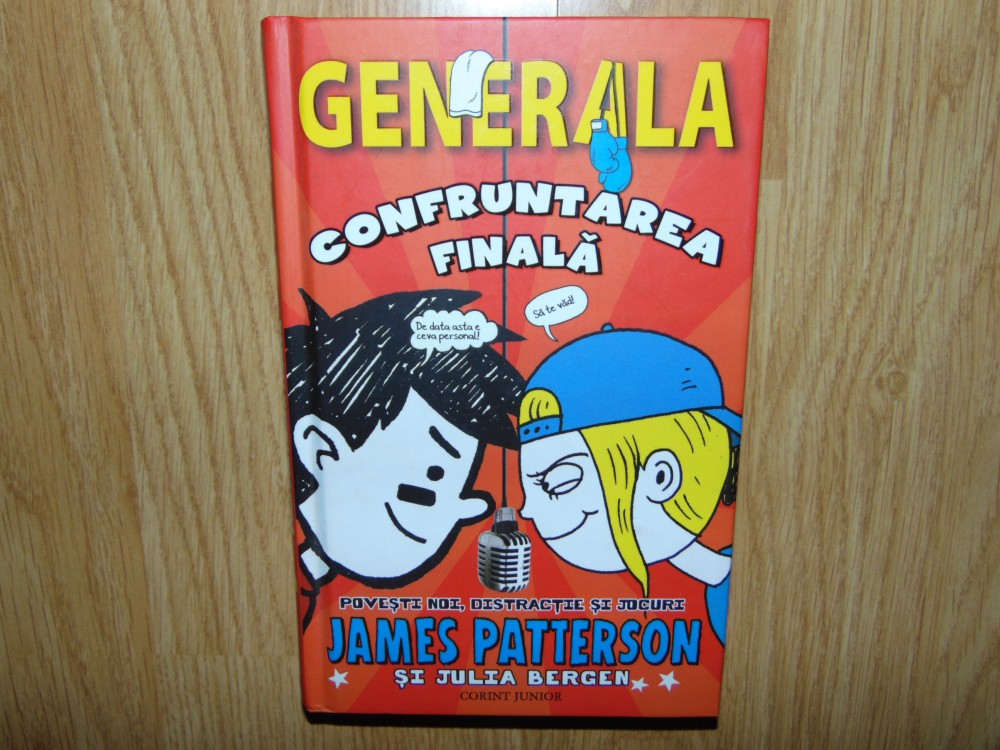 GENERALA
CONFRUNTAREA
FINALĂ
De data asta e
ceva personal!
Să te văd!
POVEȘTI NOI, DISTRACȚIE ȘI JOCURI
JAMES PATTERSON
ȘI JULIA BERGEN
CORINT JUNIOR